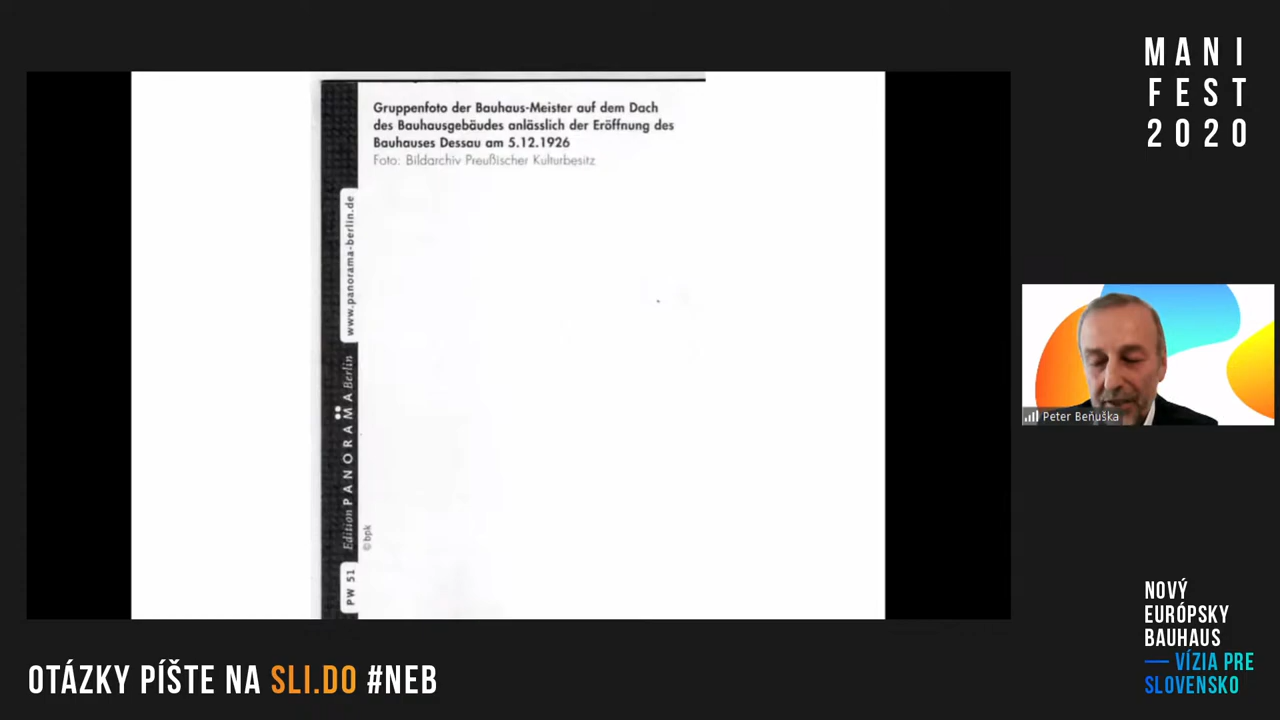 MANI
FEST
2020
Gruppenfoto der Bauhaus-Meister auf dem Dach
des Bauhausgebäudes anlässlich der Eröffnung des
Bauhauses Dessau am 5.12.1926
Foto: Bildarchiv Preußischer Kulturbesitz
www.panorama-berlin.de
Edition PANORAMA Berlin
©bpk
PW 51
Peter Beňuška
NOVÝ
EURÓPSKY
BAUHAUS
— VÍZIA PRE
SLOVENSKO
OTÁZKY PÍŠTE NA SLI.DO #NEB